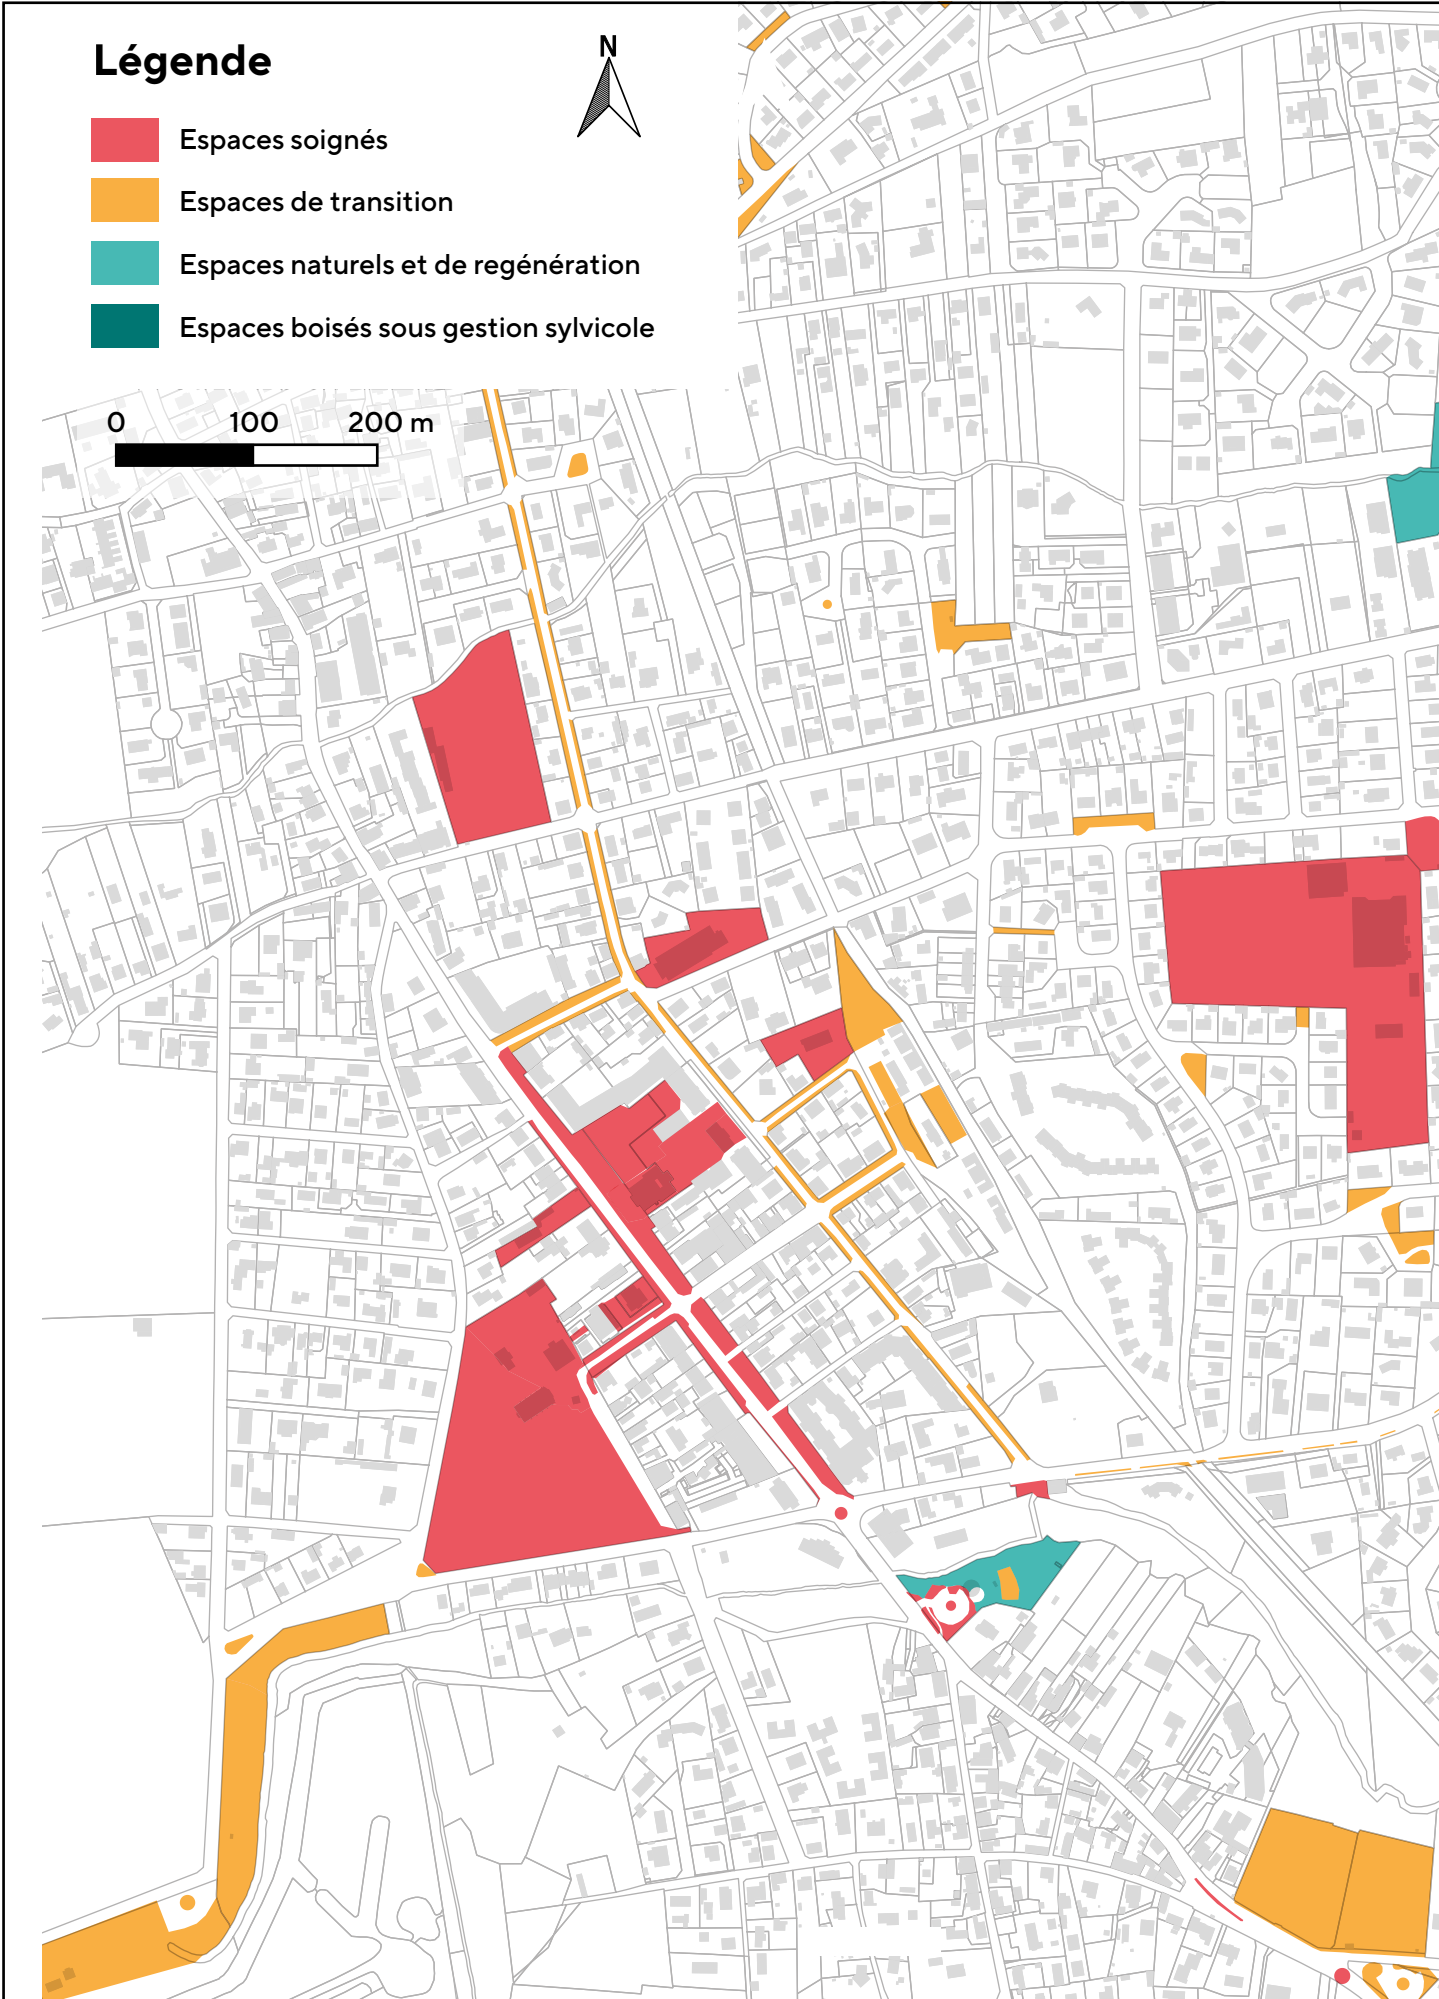 Légende
N
Espaces soignés
Espaces de transition
Espaces naturels et de regénération
Espaces boisés sous gestion sylvicole
0 100 200 m